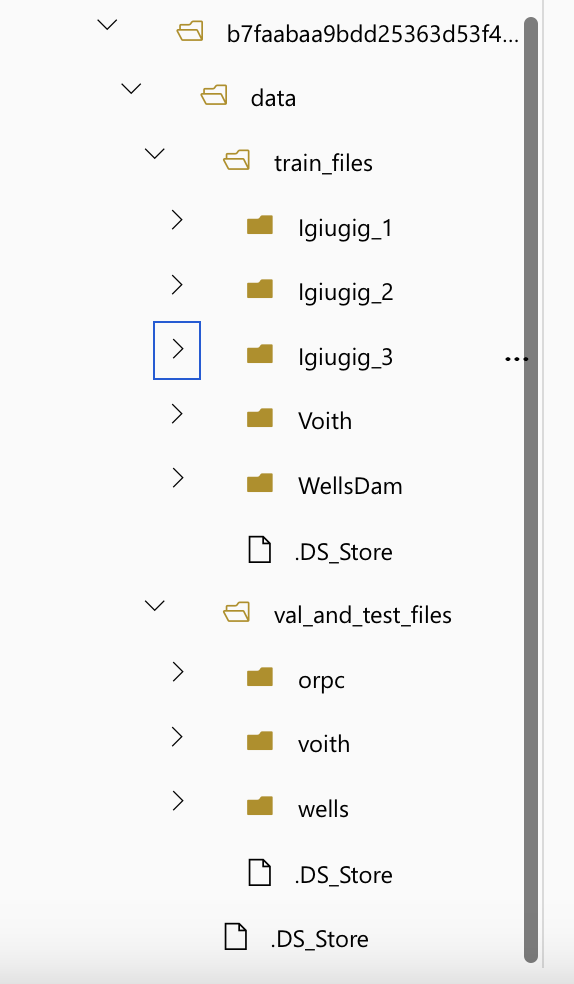 b7faabaa9bdd25363d53f4...
data
train_files
Igiugig_1
Igiugig_2
Igiugig_3
Voith
WellsDam
.DS_Store
val_and_test_files
orpc
voith
wells
.DS_Store
.DS_Store